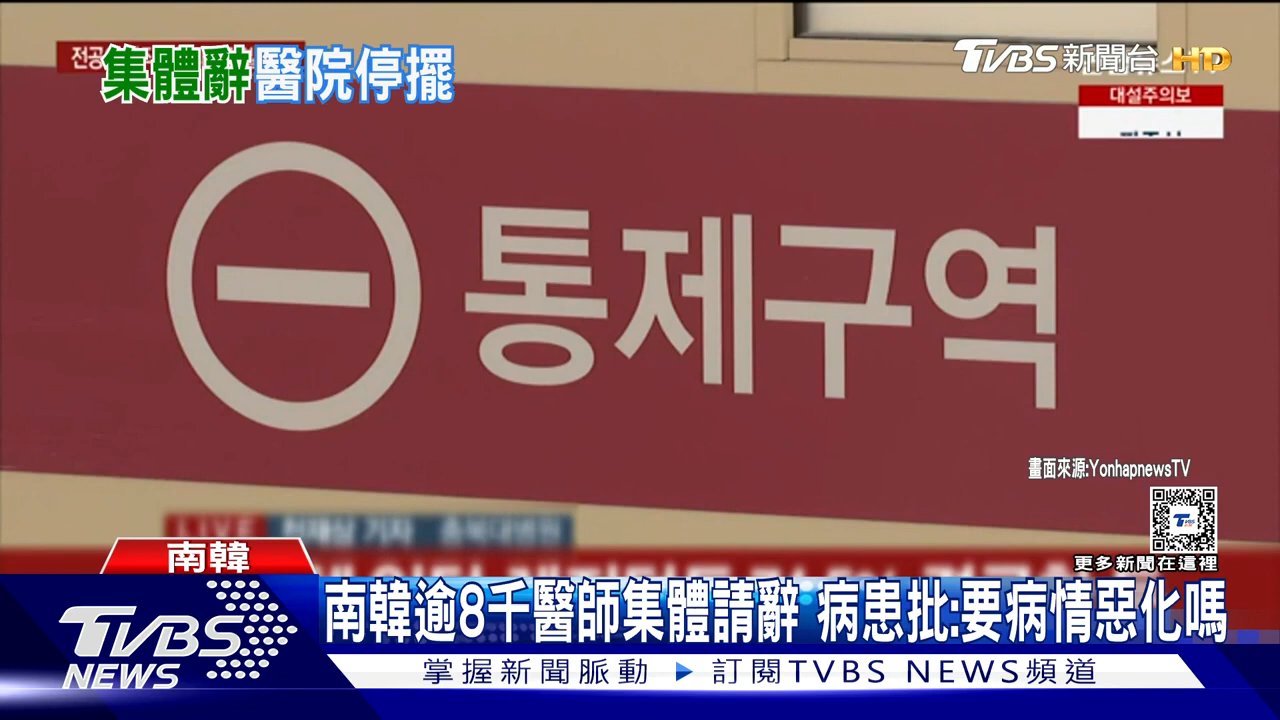 集體辭醫院停擺
TVBS新聞台HD
대설주의보
통제구역
畫面來源:YonhapnewsTV
TVBS
更多新聞在這裡
南韓
南韓逾8千醫師集體請辭 病患批:要病情惡化嗎
TVBS
NEWS
掌握新聞脈動 ▶ 訂閱TVBS NEWS頻道
LIVE